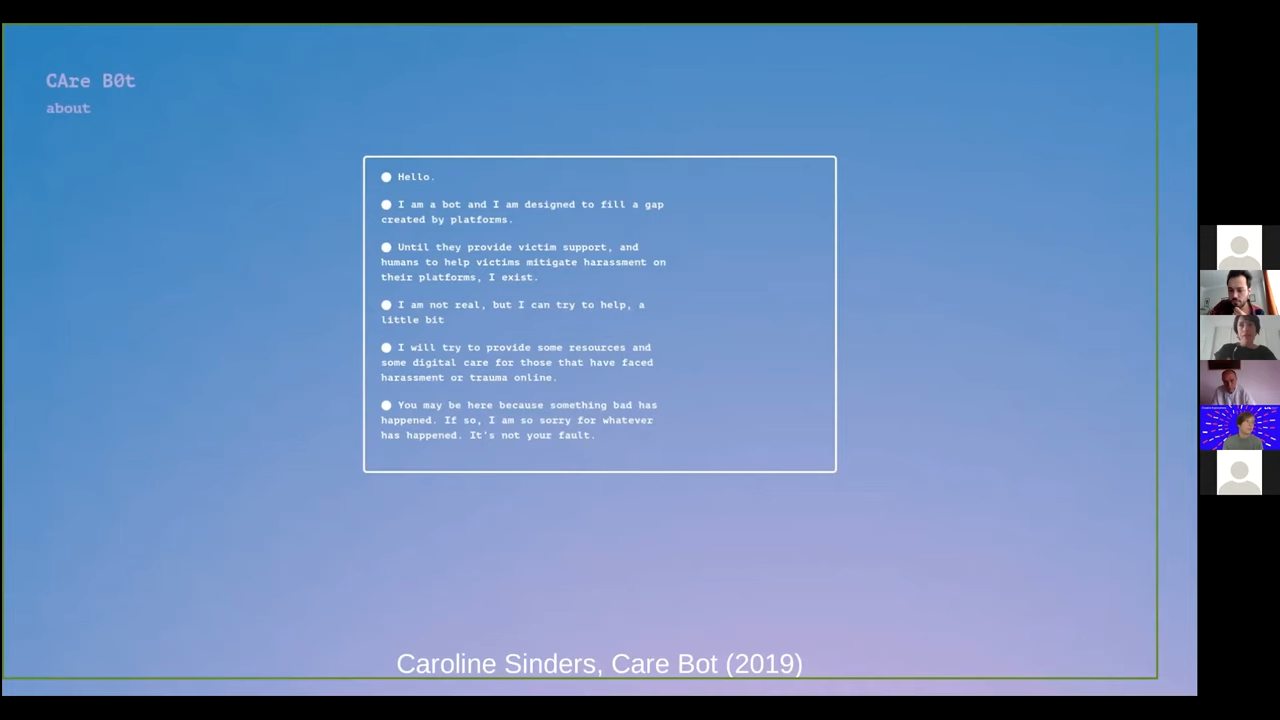 CAre B0t
about
Hello.
I am a bot and I am designed to fill a gap
created by platforms.
Until they provide victim support, and
humans to help victims mitigate harassment on
their platforms, I exist.
I am not real, but I can try to help, a
little bit
I will try to provide some resources and
some digital care for those that have faced
harassment or trauma online.
You may be here because something bad has
happened. If so, I am so sorry for whatever
has happened. It's not your fault.
Caroline Sinders, Care Bot (2019)